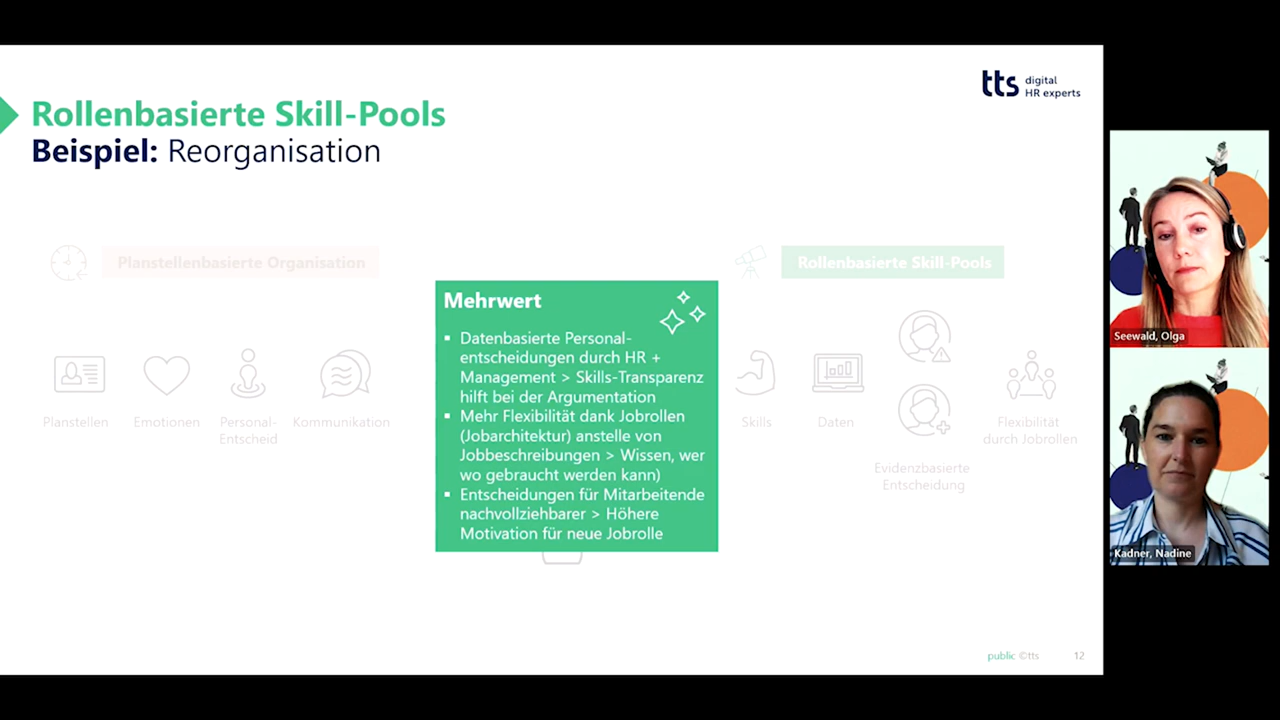 tts digital
HR experts
Rollenbasierte Skill-Pools
Beispiel: Reorganisation
Planstellenbasierte Organisation
Rollenbasierte Skill-Pools
Planstellen
Emotionen
Personal-
Entscheid
Kommunikation
Mehrwert
▪ Datenbasierte Personal-
entscheidungen durch HR +
Management > Skills-Transparenz
hilft bei der Argumentation
▪ Mehr Flexibilität dank Jobrollen
(Jobarchitektur) anstelle von
Jobbeschreibungen > Wissen, wer
wo gebraucht werden kann)
▪ Entscheidungen für Mitarbeitende
nachvollziehbarer > Höhere
Motivation für neue Jobrolle
Skills
Daten
Evidenzbasierte
Entscheidung
Flexibilität
durch Jobrollen
Seewald, Olga
Kadner, Nadine
public ©tts 12